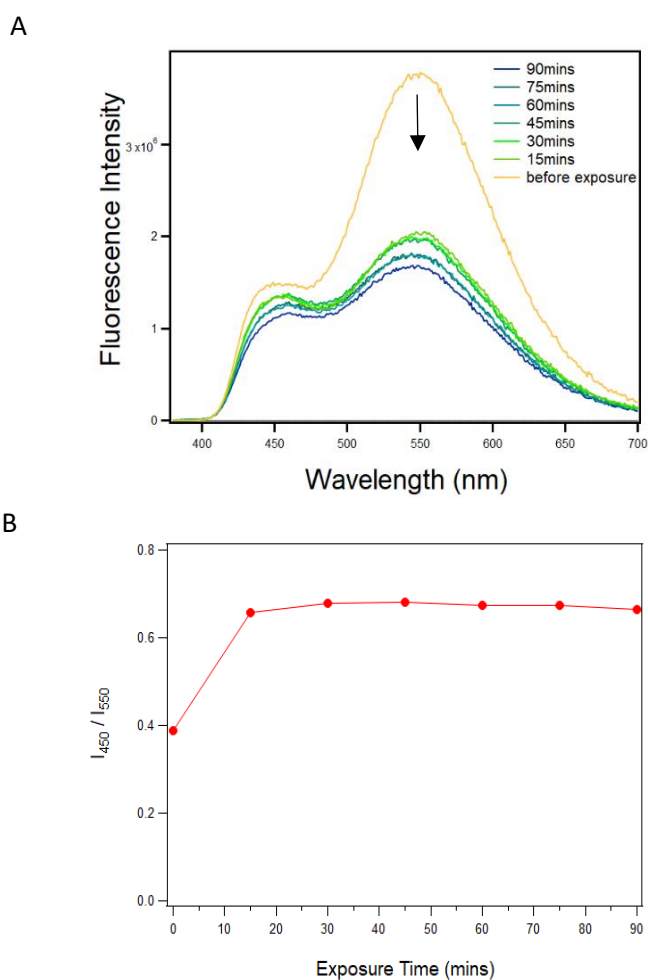 A
90mins
75mins
60mins
45mins
30mins
15mins
before exposure
3 x10⁶
2
1
0
Fluorescence Intensity
400 450 500 550 600 650 700
Wavelength (nm)
B
0.8
0.6
0.4
0.2
0.0
I₄₅₀ / I₅₅₀
0 10 20 30 40 50 60 70 80 90
Exposure Time (mins)